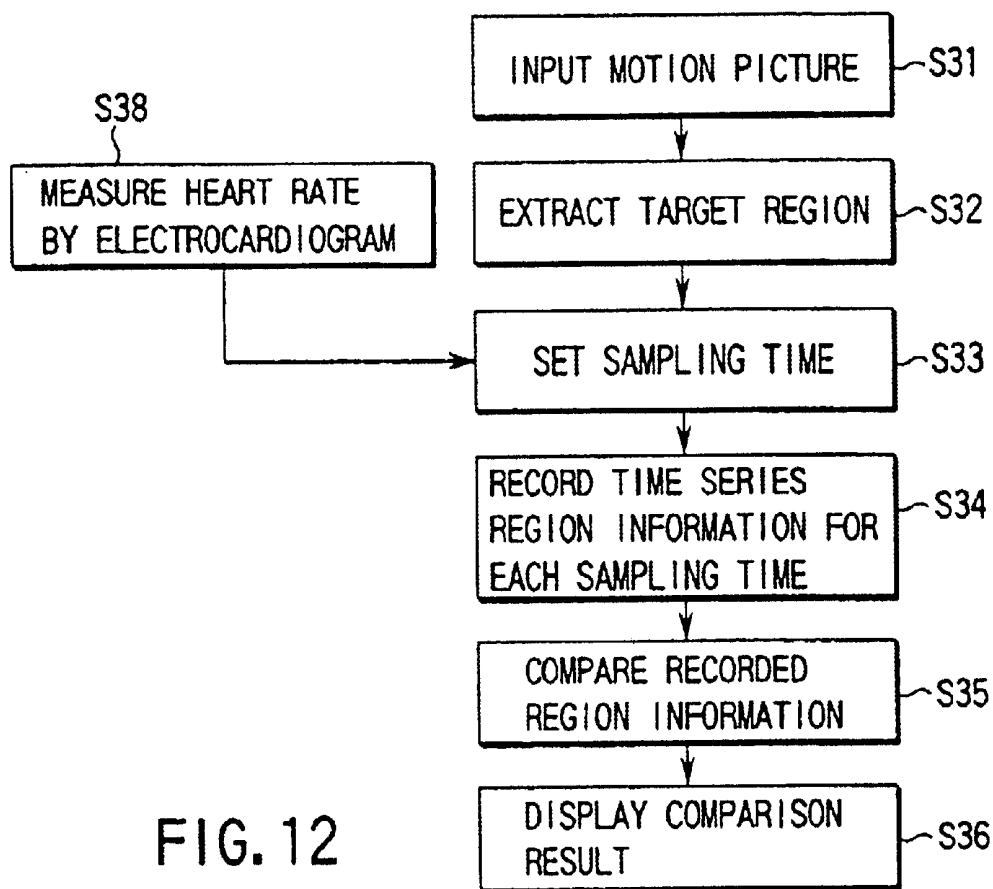 INPUT MOTION PICTURE
S31
S38
MEASURE HEART RATE
BY ELECTROCARDIOGRAM
EXTRACT TARGET REGION
S32
SET SAMPLING TIME
S33
RECORD TIME SERIES
REGION INFORMATION FOR
EACH SAMPLING TIME
S34
COMPARE RECORDED
REGION INFORMATION
S35
DISPLAY COMPARISON
RESULT
S36
FIG. 12